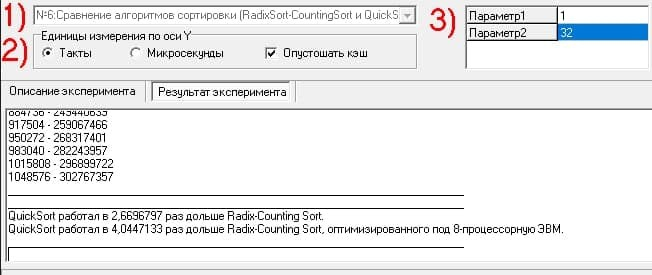 1)
№6:Сравнение алгоритмов сортировки (RadixSort-CountingSort и QuickS
3)
Параметр1 1
Параметр2 32
2)
Единицы измерения по оси Y
Такты Микросекунды Опустошать кэш
Описание эксперимента Результат эксперимента
884736 - 249440639
917504 - 259067466
950272 - 268317401
983040 - 282243957
1015808 - 296899722
1048576 - 302767357
QuickSort работал в 2,6696797 раз дольше Radix-Counting Sort.
QuickSort работал в 4,0447133 раз дольше Radix-Counting Sort, оптимизированного под 8-процессорную ЭВМ.